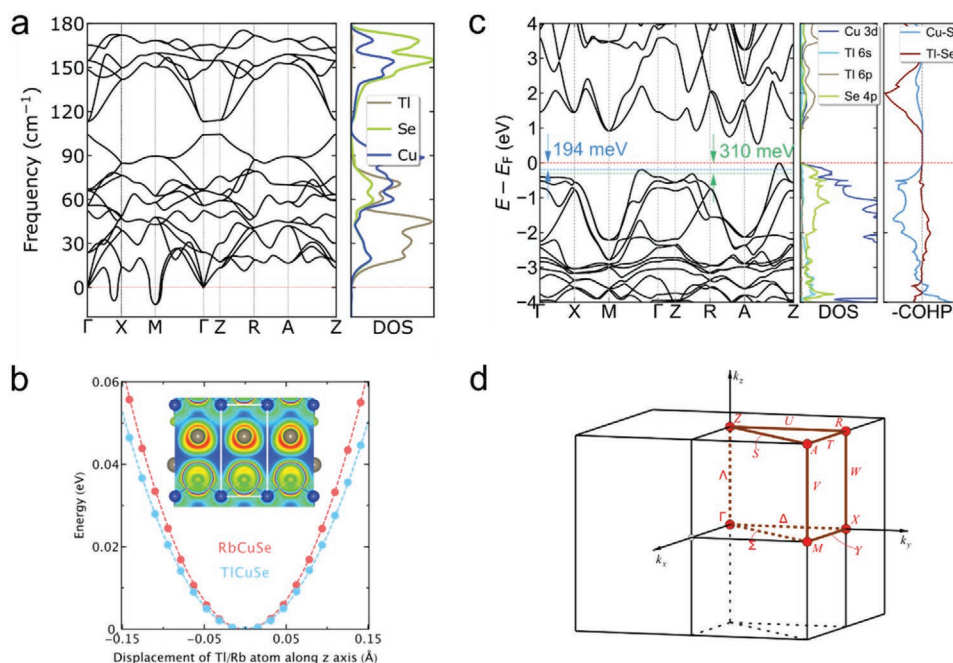 a
180
150
120
90
60
30
0
Frequency (cm⁻¹)
Γ X M Γ Z R A Z
DOS
Tl
Se
Cu
c
4
3
2
1
0
−1
−2
−3
−4
E − E_F (eV)
194 meV
310 meV
Γ X M Γ Z R A Z
Cu 3d
Tl 6s
Tl 6p
Se 4p
DOS
Cu-S
Tl-Se
-COHP
b
0.06
0.04
0.02
0
Energy (eV)
RbCuSe
TlCuSe
−0.15 −0.05 0.05 0.15
Displacement of Tl/Rb atom along z axis (Å)
d
k_z
Z U R
S A T
Λ V W
Γ Δ X
Σ M Y
k_x
k_y